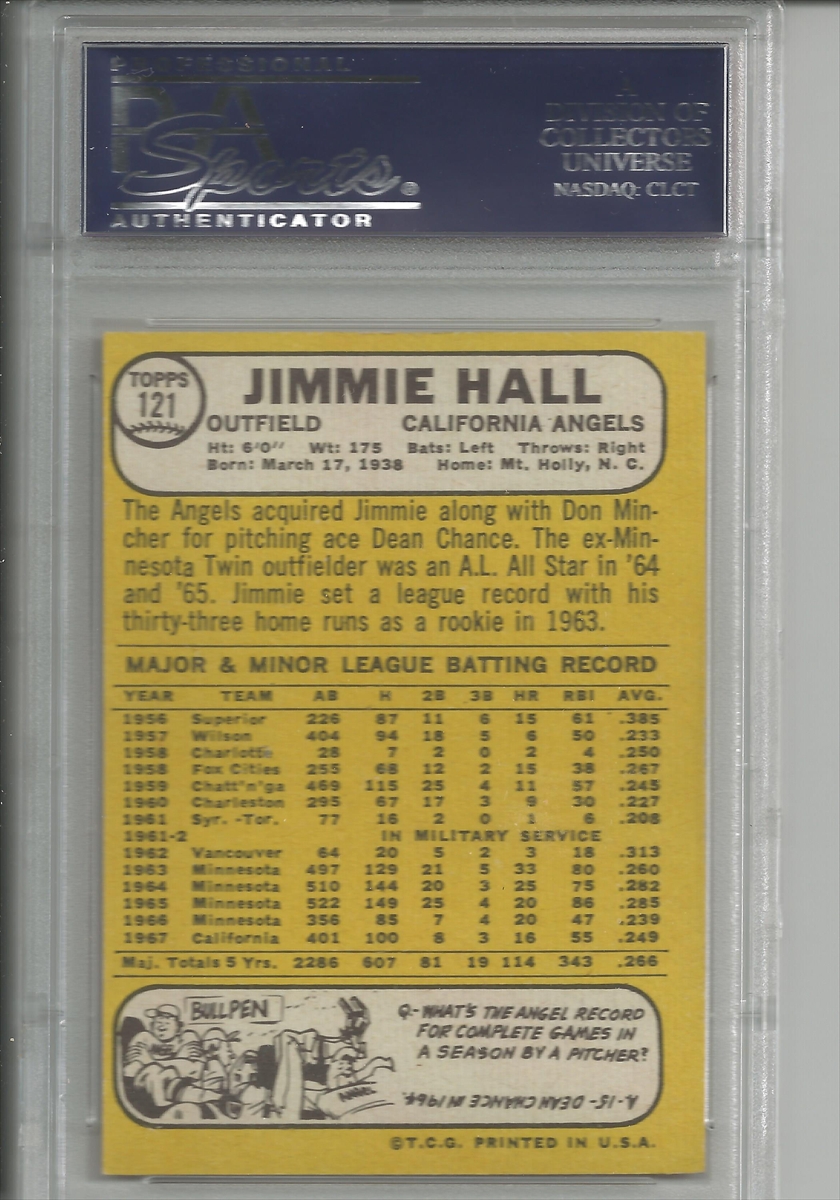 PROFESSIONAL
PSA
Sports®
AUTHENTICATOR
A
DIVISION OF
COLLECTORS
UNIVERSE
NASDAQ: CLCT
TOPPS
121
JIMMIE HALL
OUTFIELD CALIFORNIA ANGELS
Ht: 6'0" Wt: 175 Bats: Left Throws: Right
Born: March 17, 1938 Home: Mt. Holly, N. C.
The Angels acquired Jimmie along with Don Min-
cher for pitching ace Dean Chance. The ex-Min-
nesota Twin outfielder was an A.L. All Star in '64
and '65. Jimmie set a league record with his
thirty-three home runs as a rookie in 1963.
MAJOR & MINOR LEAGUE BATTING RECORD
YEAR TEAM AB H 2B 3B HR RBI AVG.
1956 Superior 226 87 11 6 15 61 .385
1957 Wilson 404 94 18 5 6 50 .233
1958 Charlotte 28 7 2 0 2 4 .250
1958 Fox Cities 255 68 12 2 15 38 .267
1959 Chatt'n'ga 469 115 25 4 11 57 .245
1960 Charleston 295 67 17 3 9 30 .227
1961 Syr. -Tor. 77 16 2 0 1 6 .208
1961-2 IN MILITARY SERVICE
1962 Vancouver 64 20 5 2 3 18 .313
1963 Minnesota 497 129 21 5 33 80 .260
1964 Minnesota 510 144 20 3 25 75 .282
1965 Minnesota 522 149 25 4 20 86 .285
1966 Minnesota 356 85 7 4 20 47 .239
1967 California 401 100 8 3 16 55 .249
Maj. Totals 5 Yrs. 2286 607 81 19 114 343 .266
BULLPEN
Q.-WHAT'S THE ANGEL RECORD
FOR COMPLETE GAMES IN
A SEASON BY A PITCHER?
A.-15-DEAN CHANCE IN 1964.
©T.C.G. PRINTED IN U.S.A.